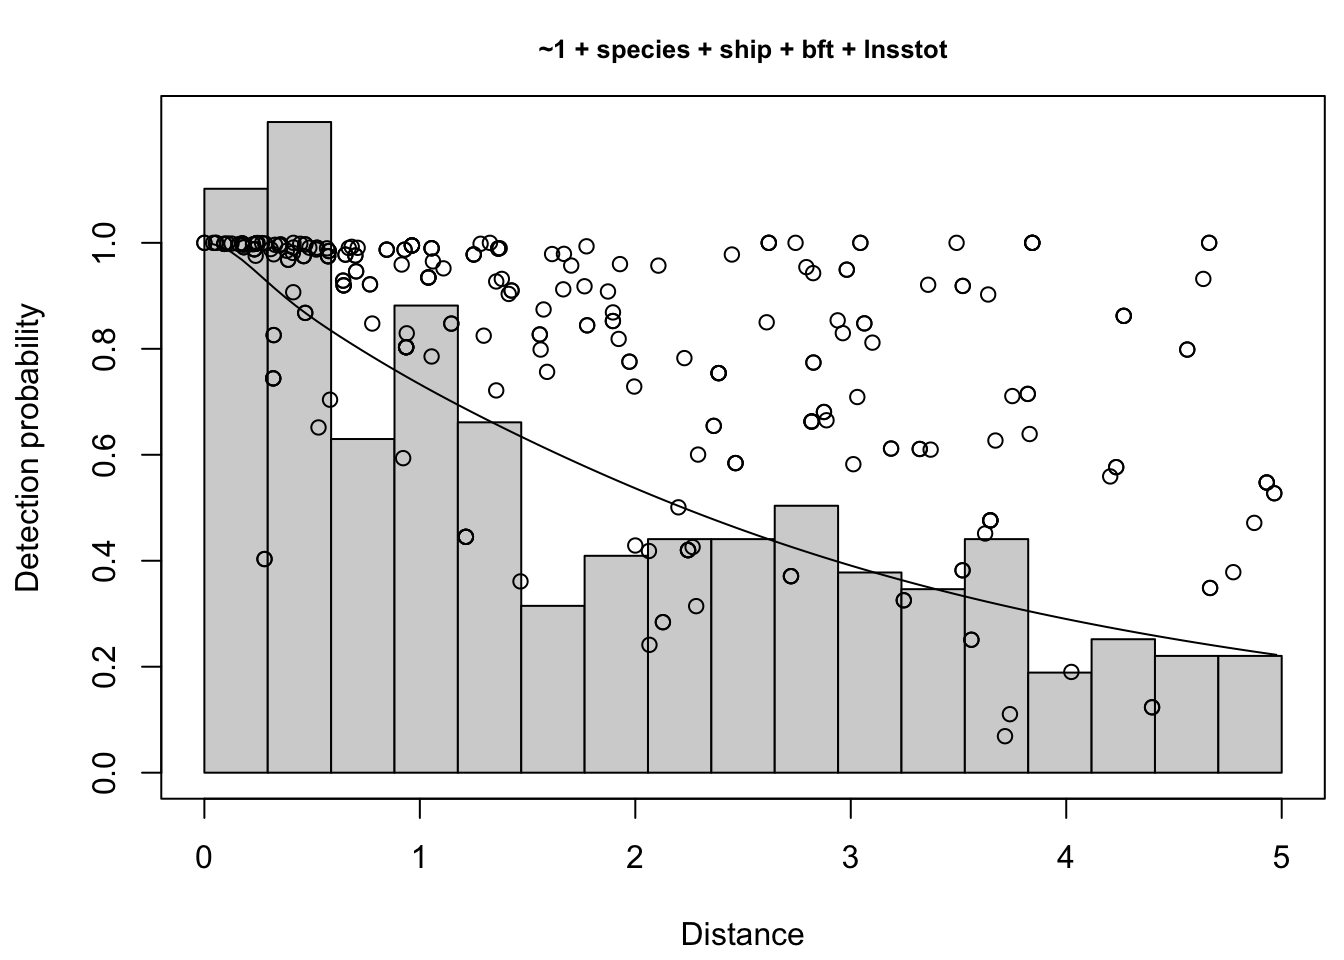 ~1 + species + ship + bft + lnsstot
Detection probability
1.0
0.8
0.6
0.4
0.2
0.0
0 1 2 3 4 5
Distance